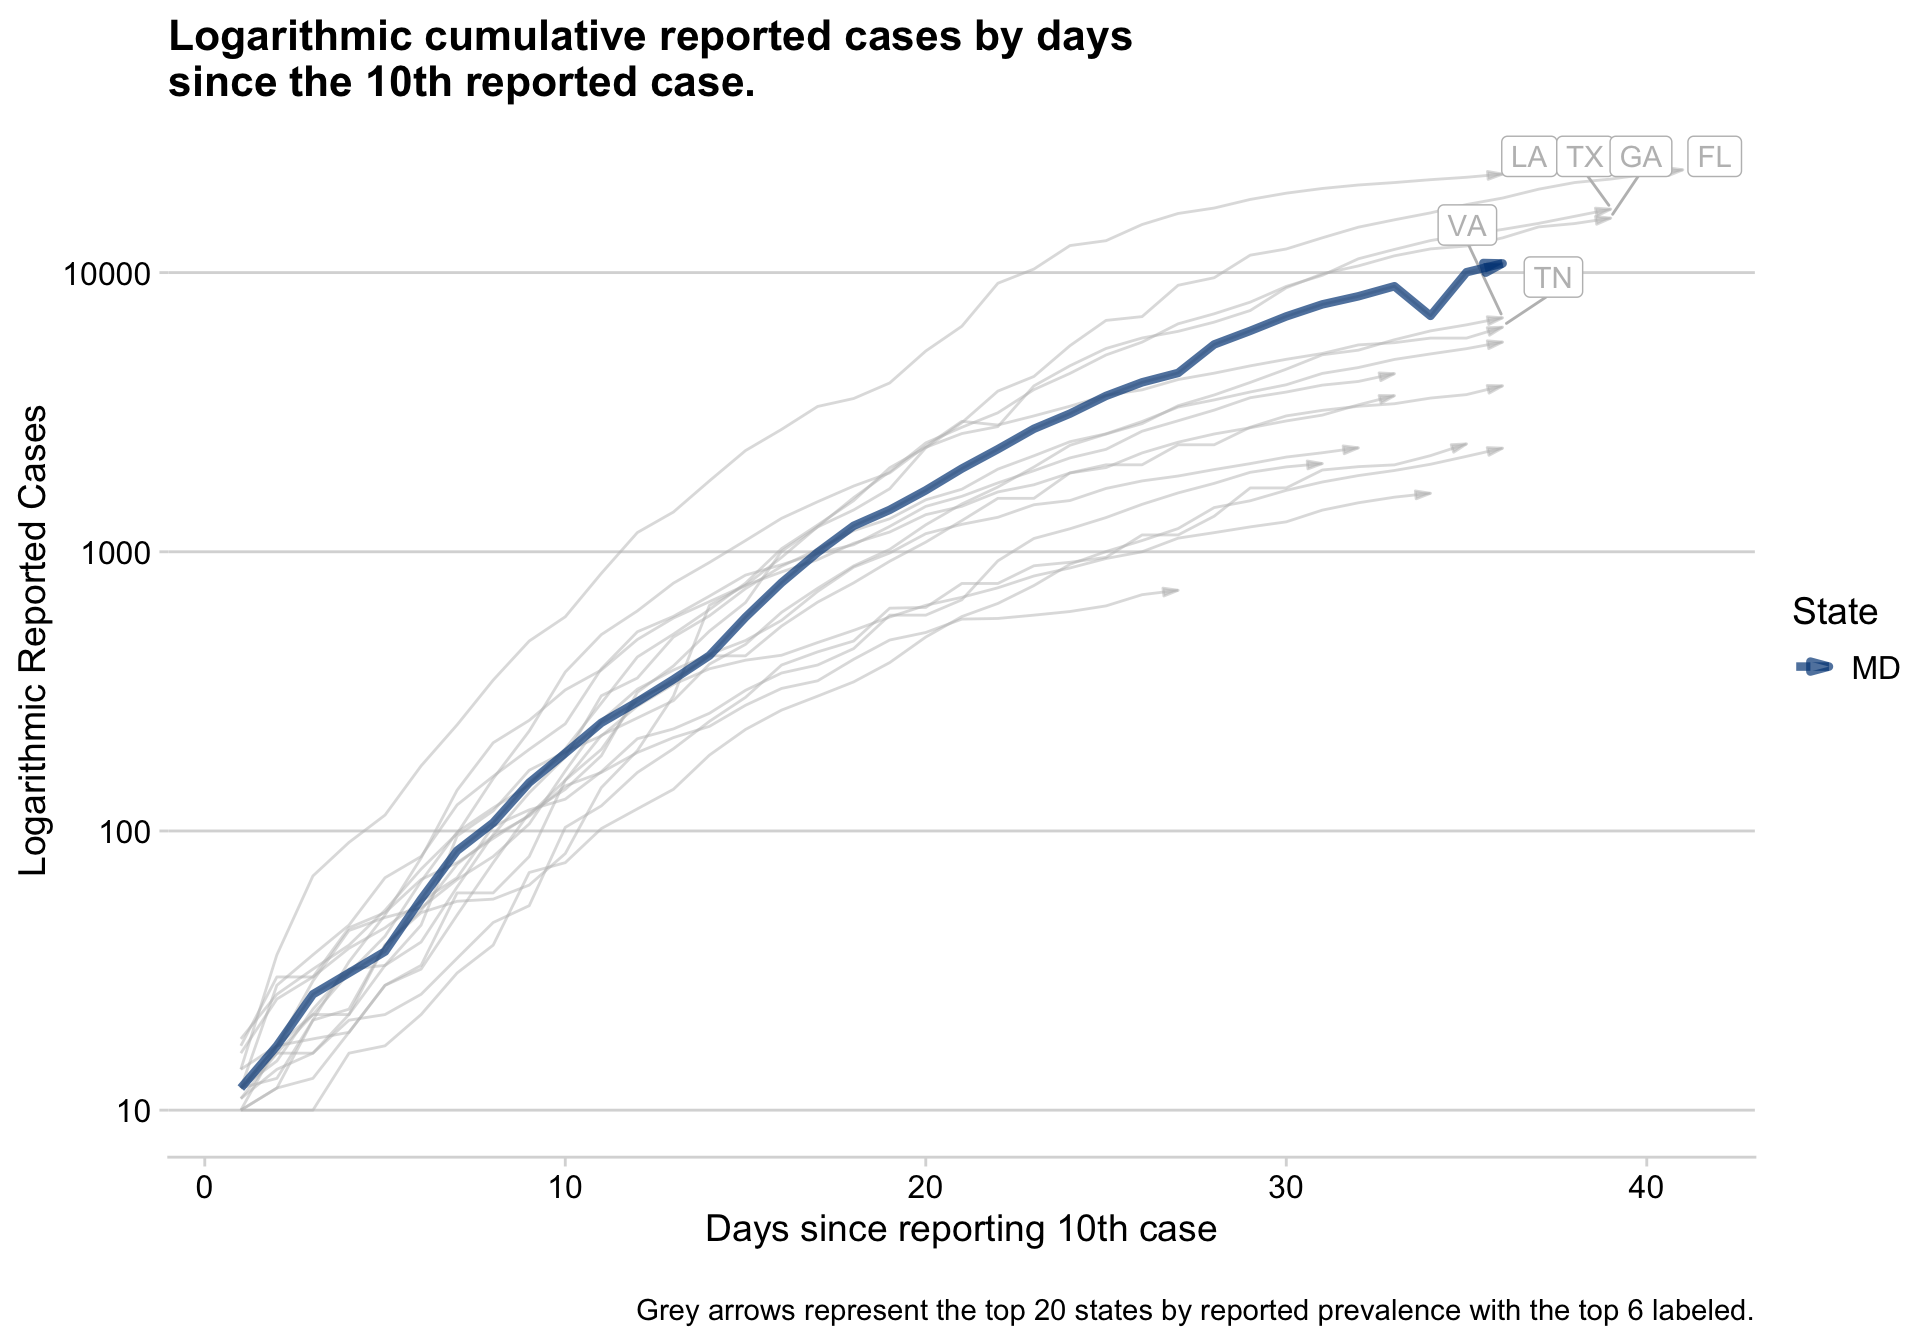 Logarithmic cumulative reported cases by days
since the 10th reported case.
LA TX GA FL
VA
TN
10000
1000
100
10
Logarithmic Reported Cases
State
MD
0 10 20 30 40
Days since reporting 10th case
Grey arrows represent the top 20 states by reported prevalence with the top 6 labeled.